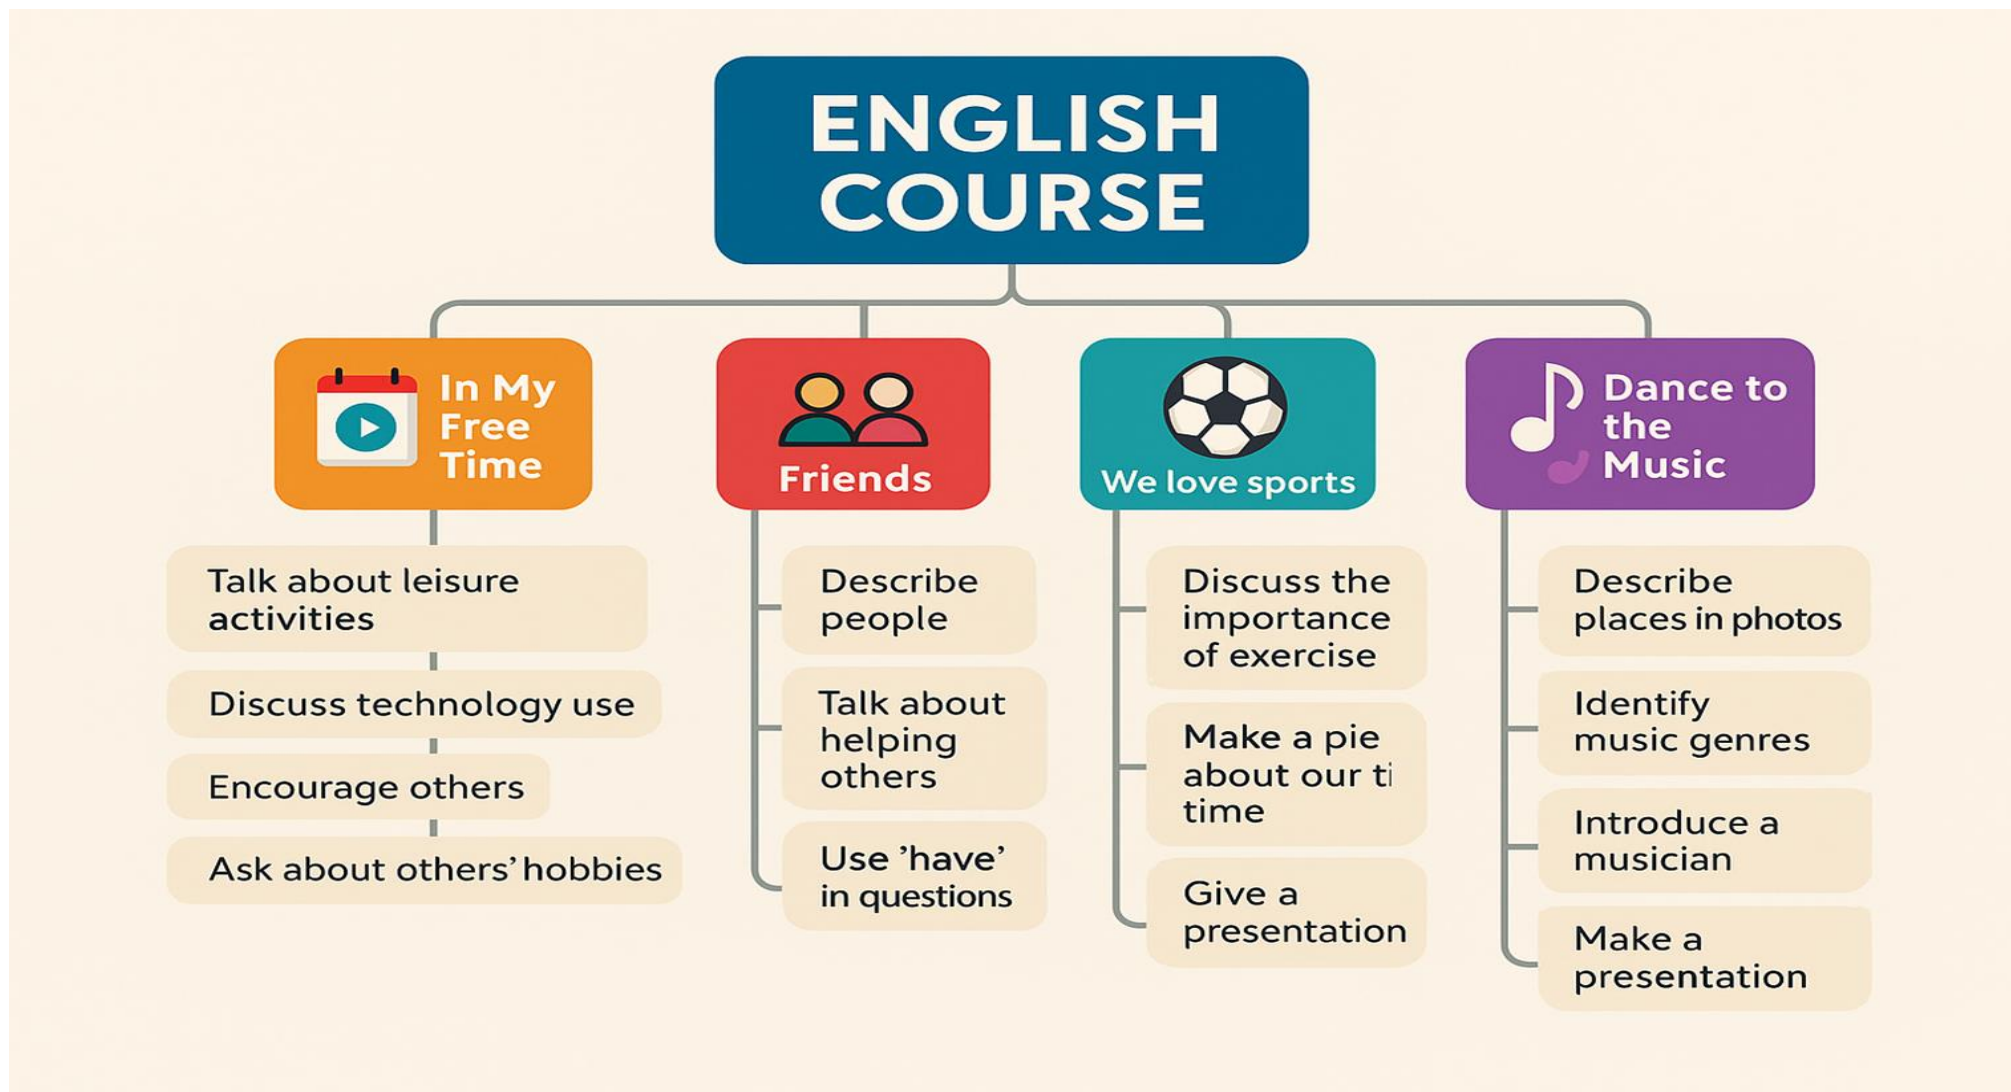 ENGLISH
COURSE
In My
Free
Time
Talk about leisure
activities
Discuss technology use
Encourage others
Ask about others' hobbies
Friends
Describe
people
Talk about
helping
others
Use 'have'
in questions
We love sports
Discuss the
importance
of exercise
Make a pie
about our ti
time
Give a
presentation
Dance to
the
Music
Describe
places in photos
Identify
music genres
Introduce a
musician
Make a
presentation